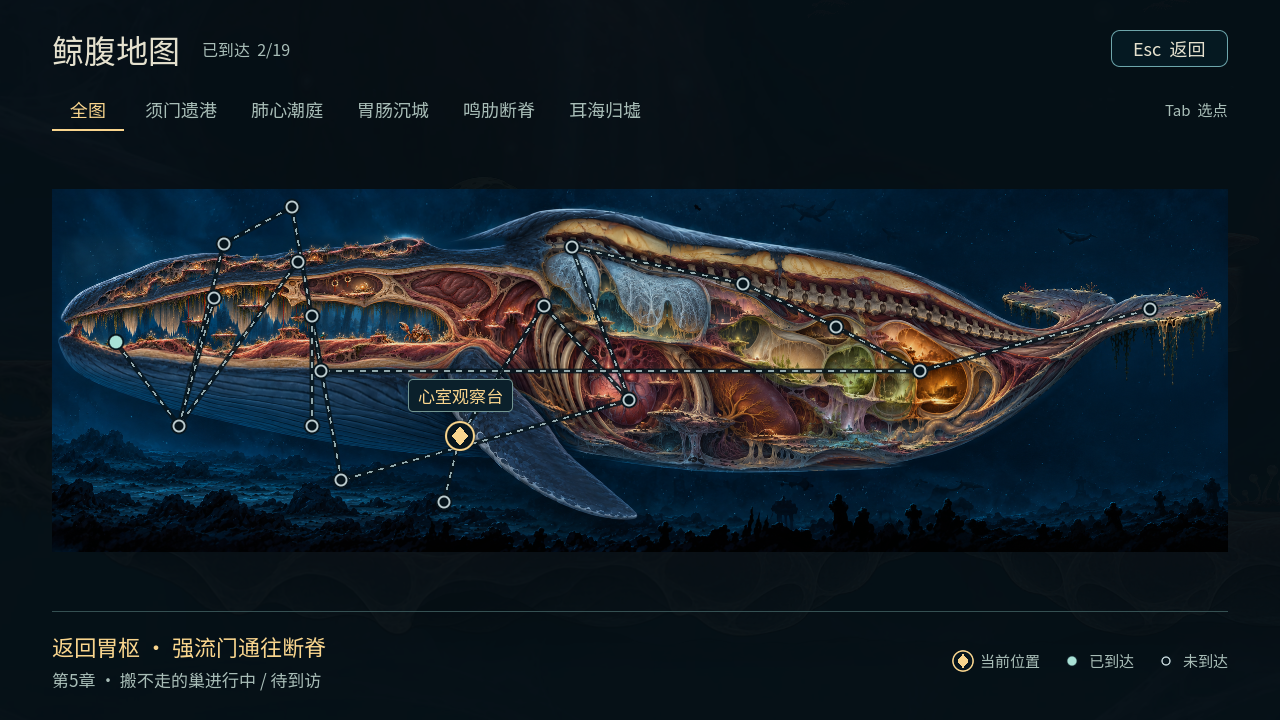 鲸腹地图
已到达 2/19
Esc 返回
全图 须门遗港 肺心潮庭 胃肠沉城 鸣肋断脊 耳海归墟
Tab 选点
心室观察台
返回胃枢 · 强流门通往断脊
第5章 · 搬不走的巢进行中 / 待到访
当前位置 已到达 未到达